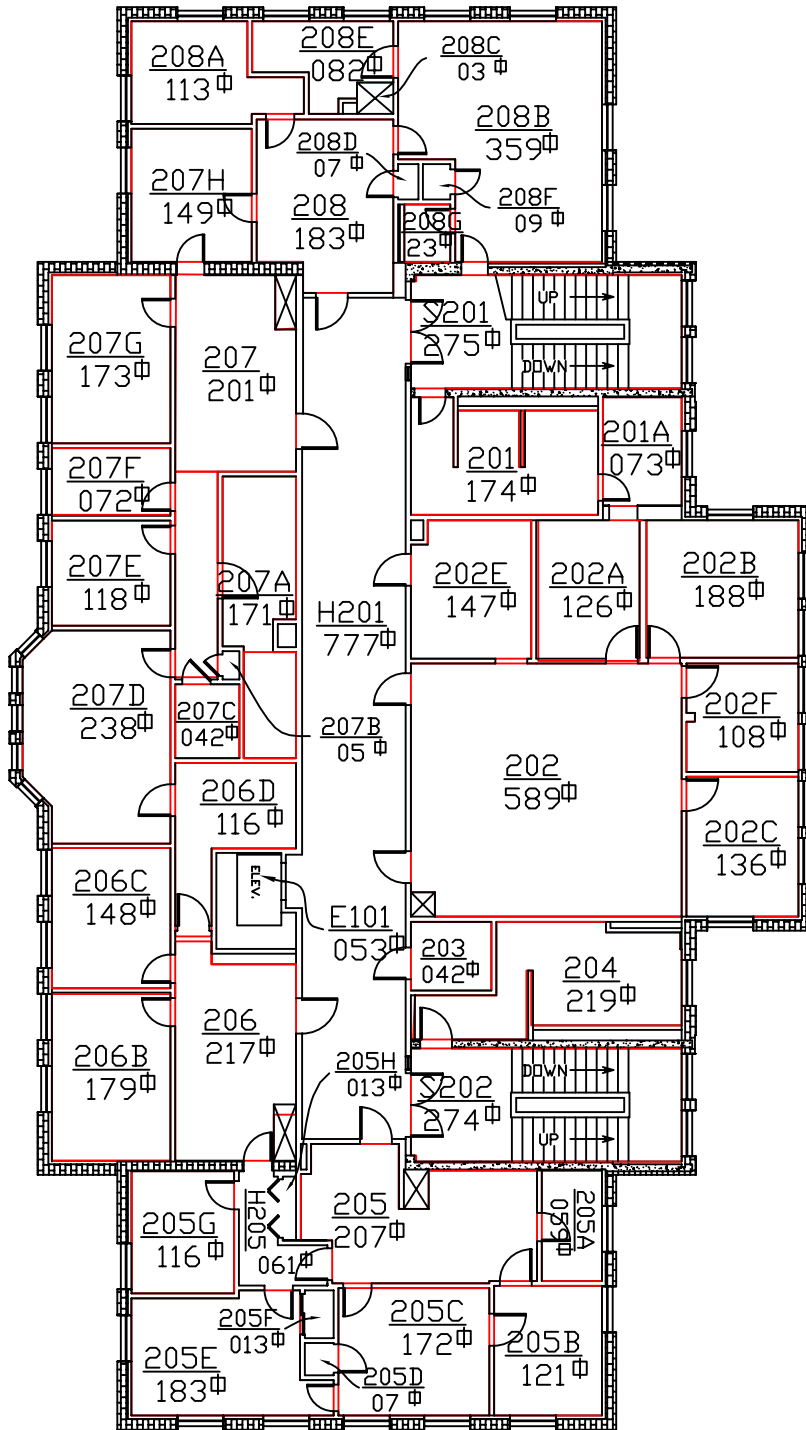 208A
113
208E
082
208C
03
208B
359
208D
07
207H
149
208
183
208F
09
208G
23
S201
275
UP
DOWN
207G
173
207
201
201
174
201A
073
207F
072
207E
118
207A
171
H201
777
202E
147
202A
126
202B
188
207D
238
207C
042
207B
05
202F
108
202
589
206D
116
202C
136
206C
148
ELEV.
E101
053
203
042
204
219
206
217
206B
179
205H
013
S202
274
DOWN
UP
205G
116
H205
061
205
207
205A
059
205F
013
205C
172
205E
183
205D
07
205B
121